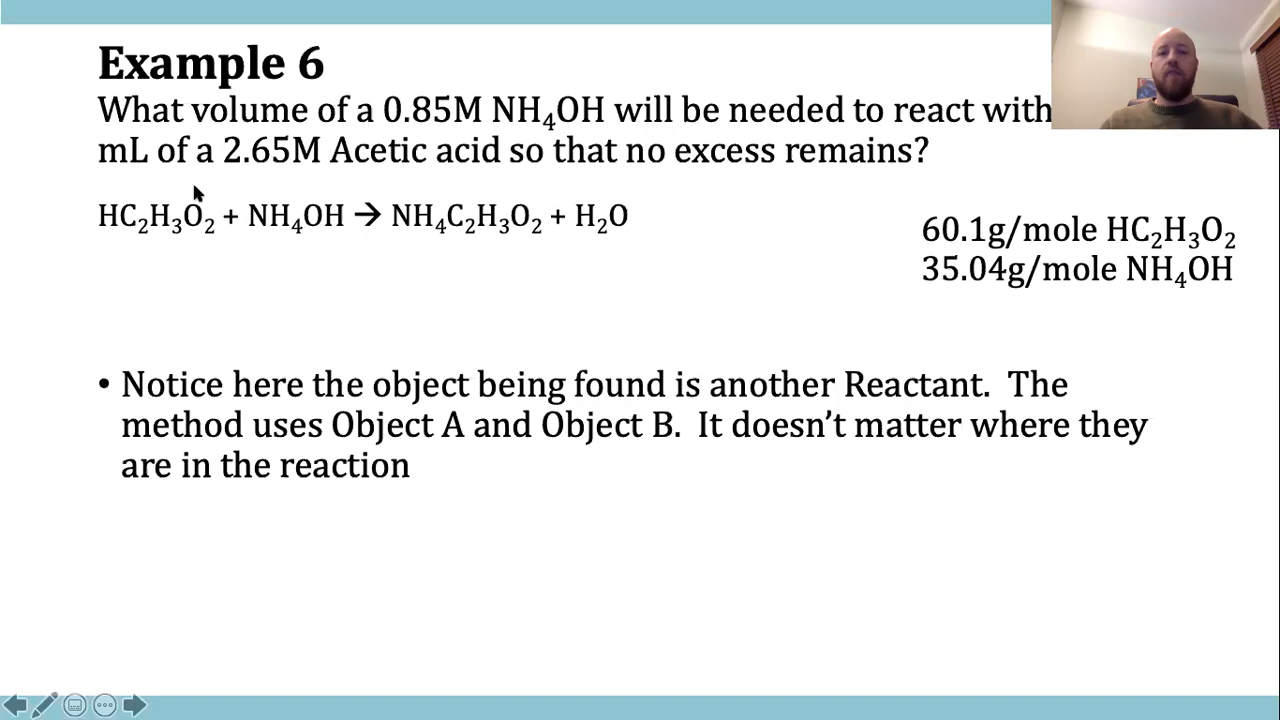 Example 6
What volume of a 0.85M NH₄OH will be needed to react with
mL of a 2.65M Acetic acid so that no excess remains?
HC₂H₃O₂ + NH₄OH → NH₄C₂H₃O₂ + H₂O
60.1g/mole HC₂H₃O₂
35.04g/mole NH₄OH
• Notice here the object being found is another Reactant. The
method uses Object A and Object B. It doesn’t matter where they
are in the reaction